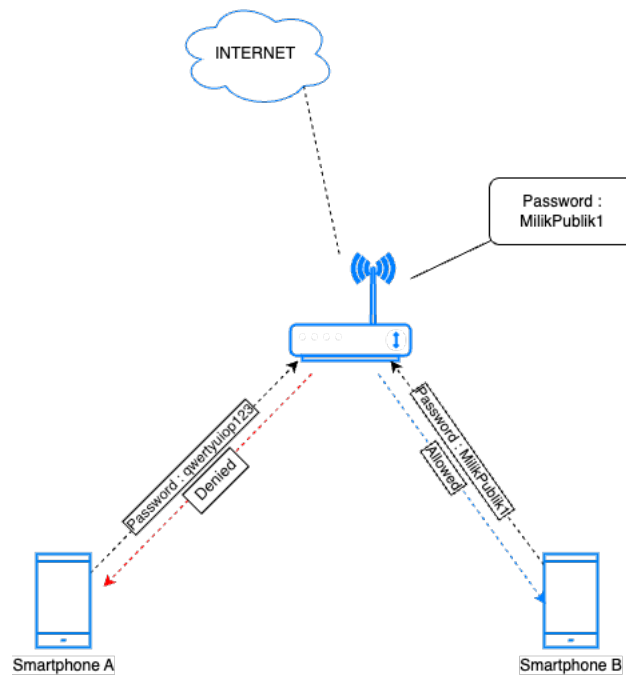 INTERNET
Password :
MilikPublik1
Password : qwertyuiop123
Denied
Password : MilikPublik1
Allowed
Smartphone A
Smartphone B